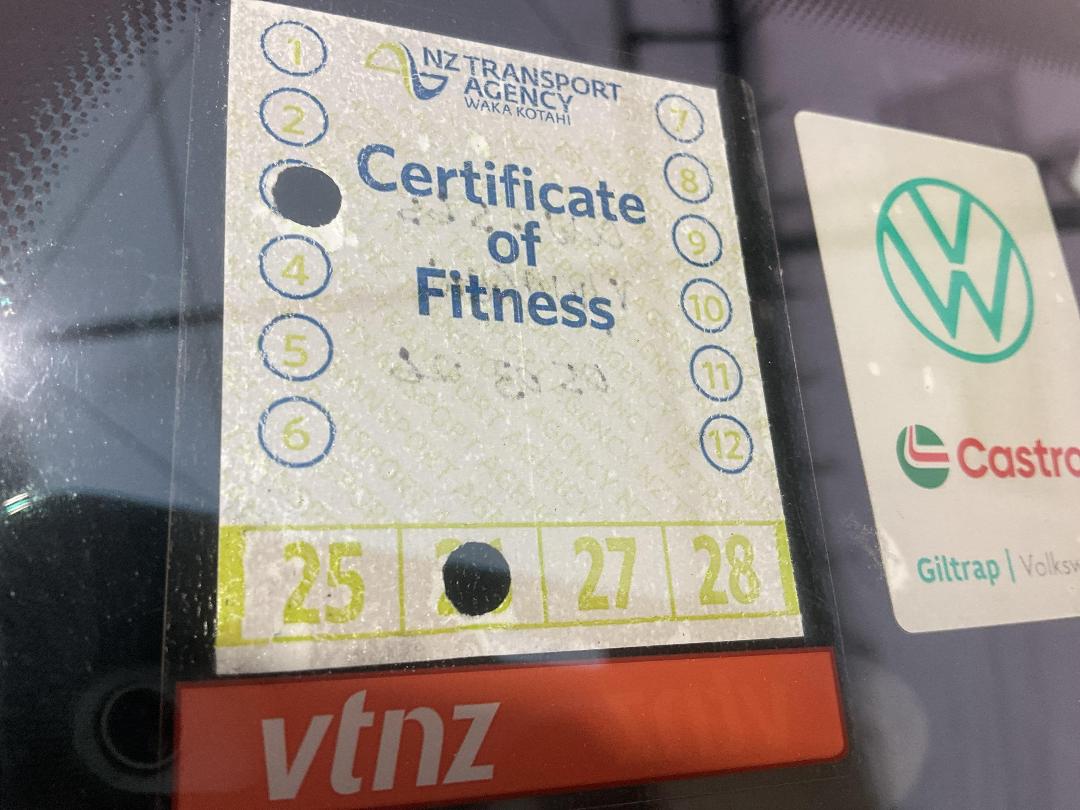 NZ TRANSPORT
AGENCY
WAKA KOTAHI
Certificate
of
Fitness
1
2
4
5
6
7
8
9
10
11
12
25
27
28
vtnz
VW
Castro
Giltrap | Volksw